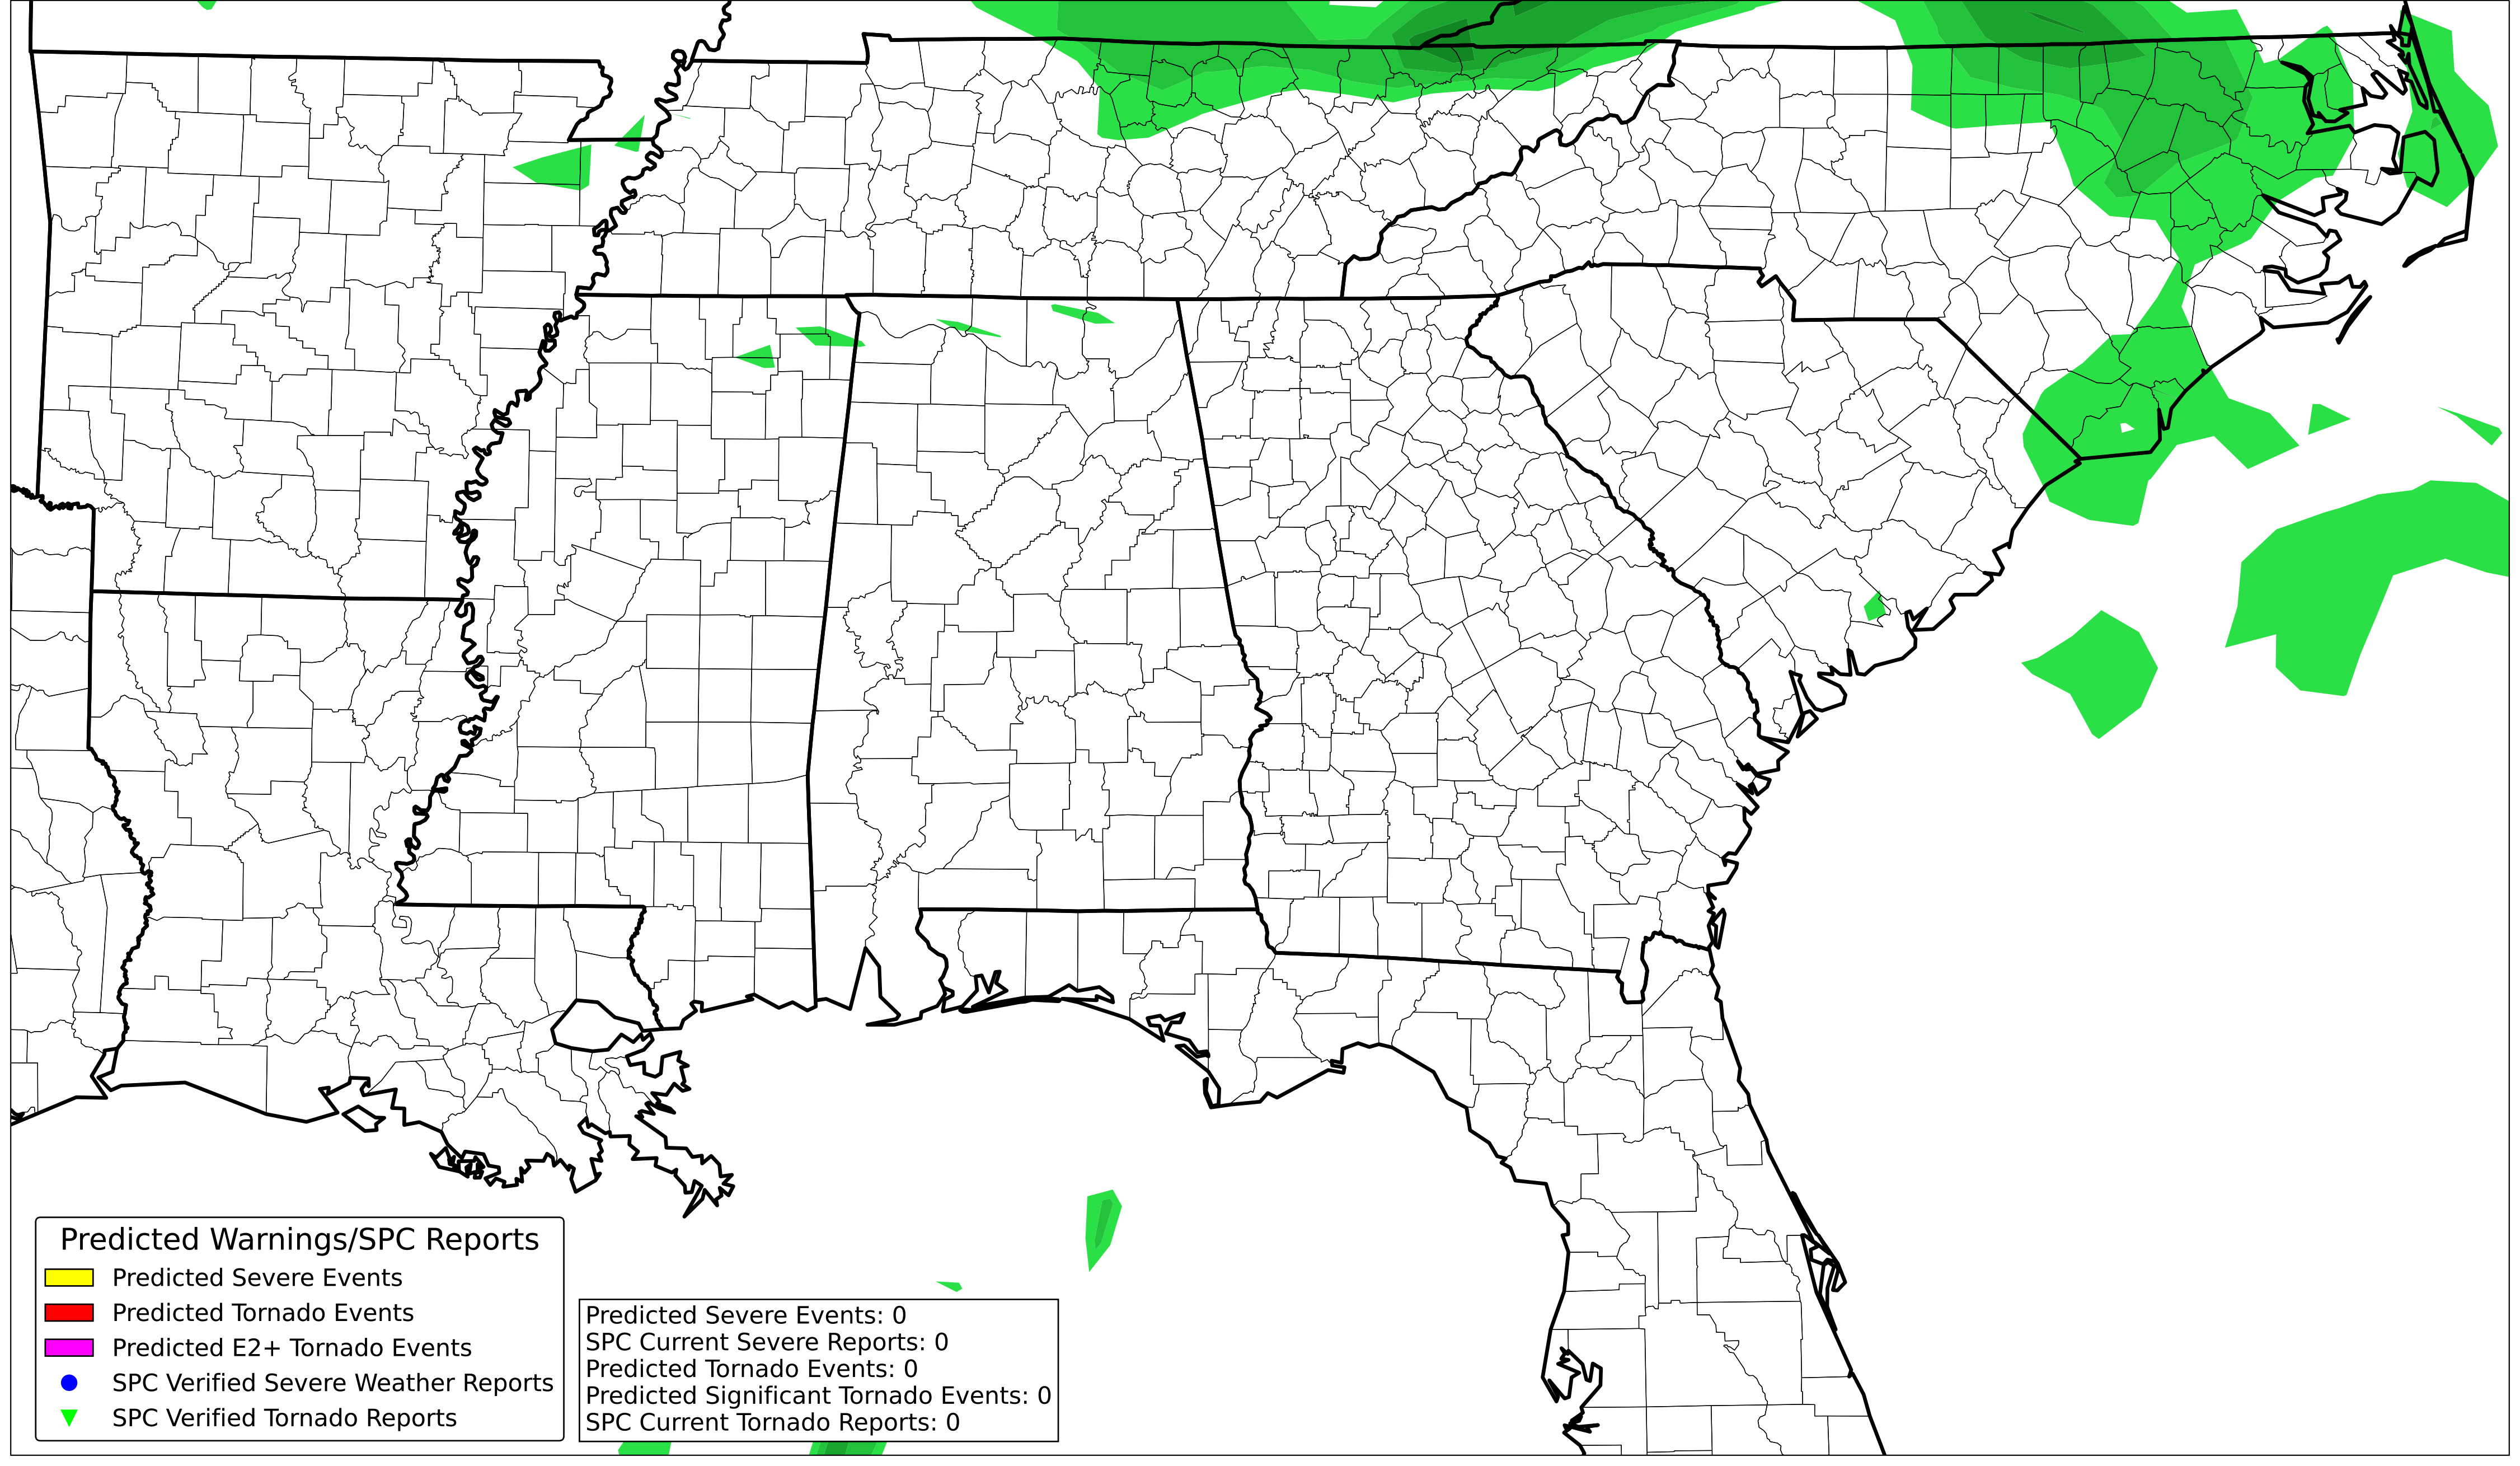 Predicted Warnings/SPC Reports
Predicted Severe Events
Predicted Tornado Events
Predicted E2+ Tornado Events
SPC Verified Severe Weather Reports
SPC Verified Tornado Reports
Predicted Severe Events: 0
SPC Current Severe Reports: 0
Predicted Tornado Events: 0
Predicted Significant Tornado Events: 0
SPC Current Tornado Reports: 0